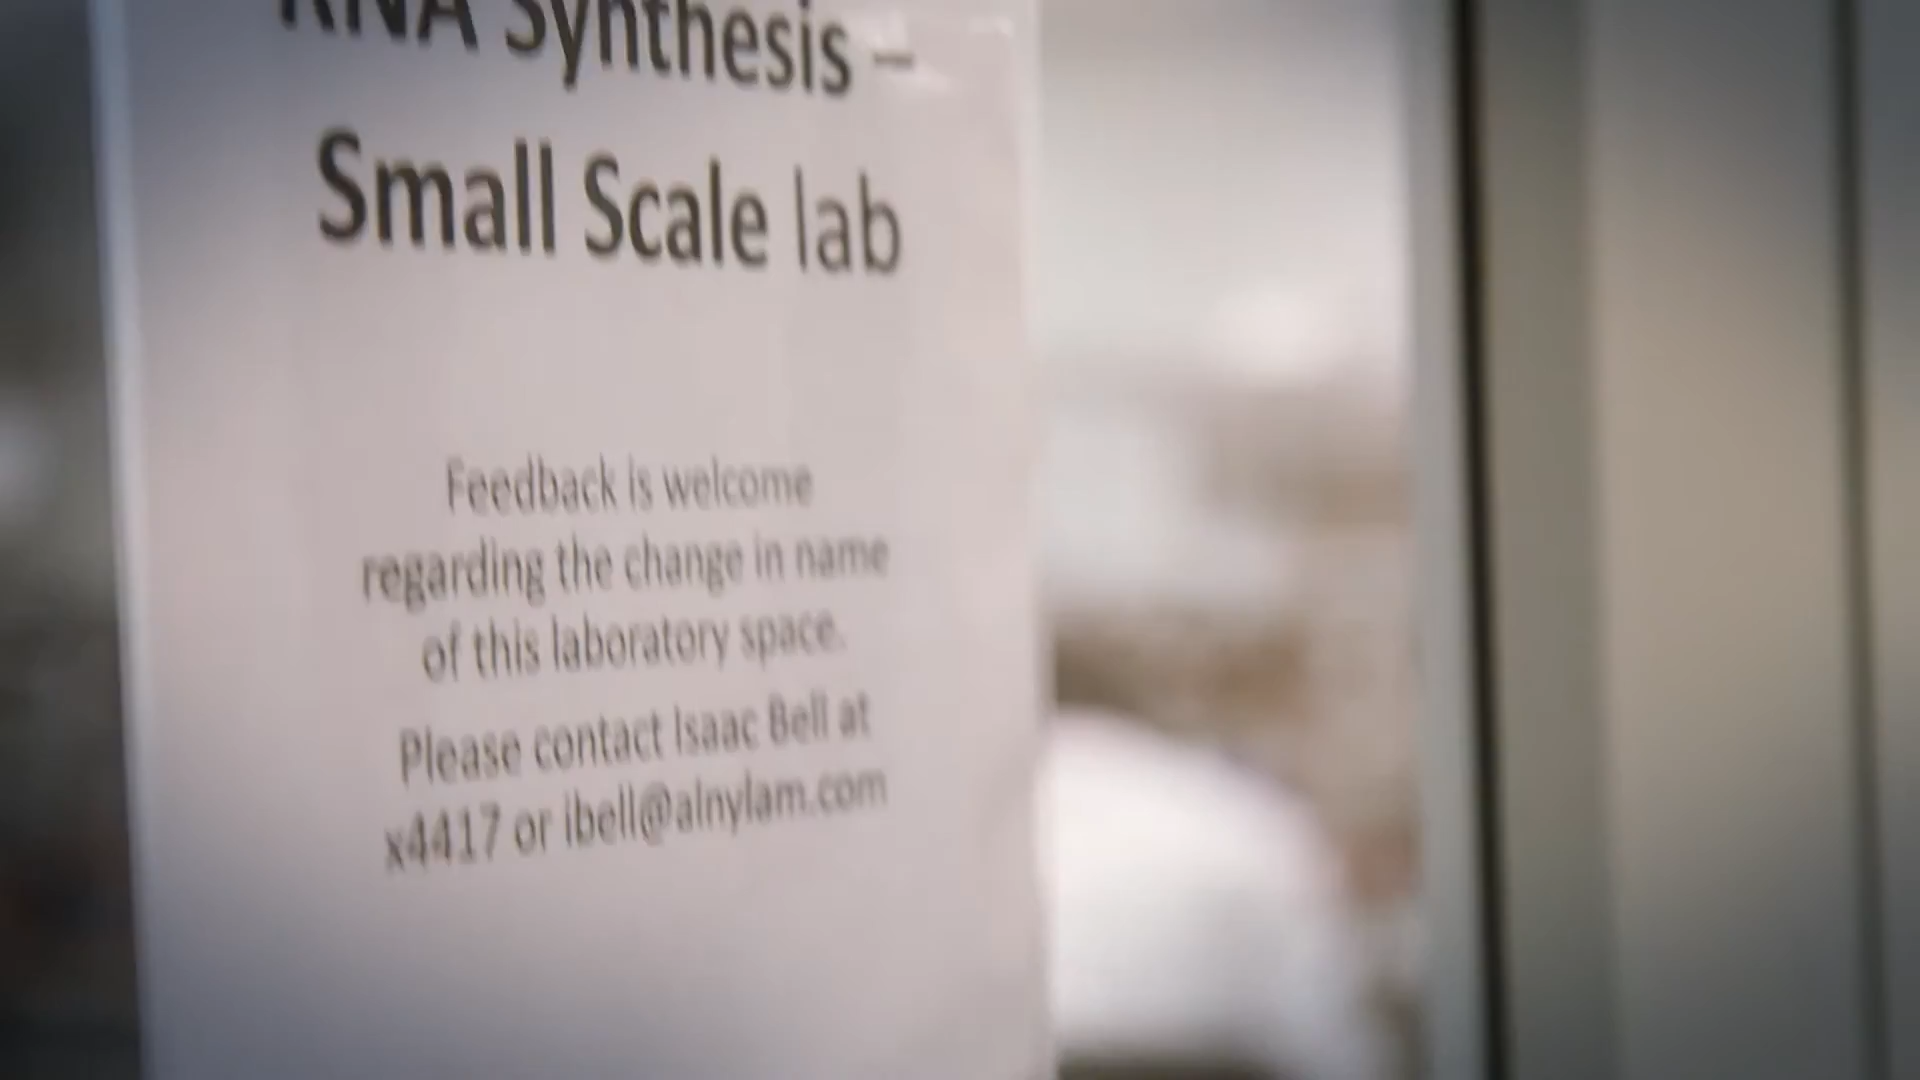 RNA Synthesis –
Small Scale lab
Feedback is welcome
regarding the change in name
of this laboratory space.
Please contact Isaac Bell at
x4417 or ibell@alnylam.com